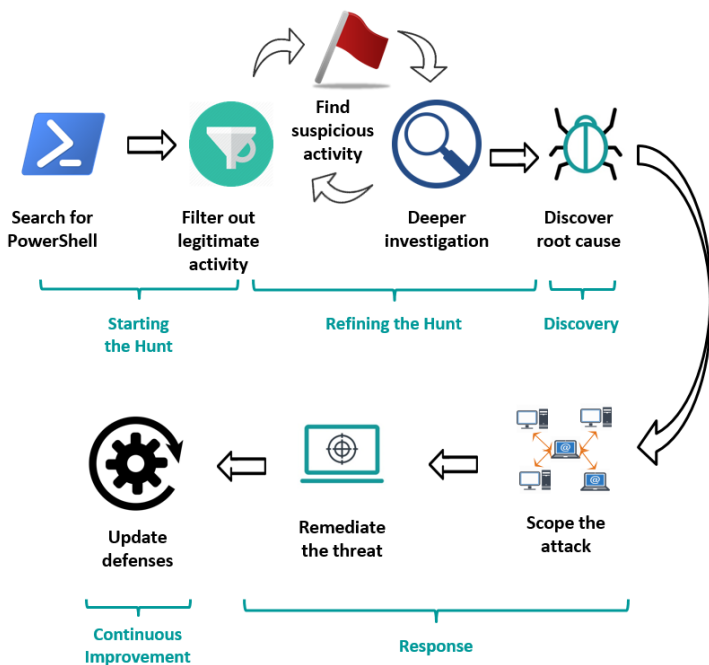 Find
suspicious
activity
Search for
PowerShell
Filter out
legitimate
activity
Deeper
investigation
Discover
root cause
Starting
the Hunt
Refining the Hunt
Discovery
Update
defenses
Remediate
the threat
@
@
Scope the
attack
Continuous
Improvement
Response